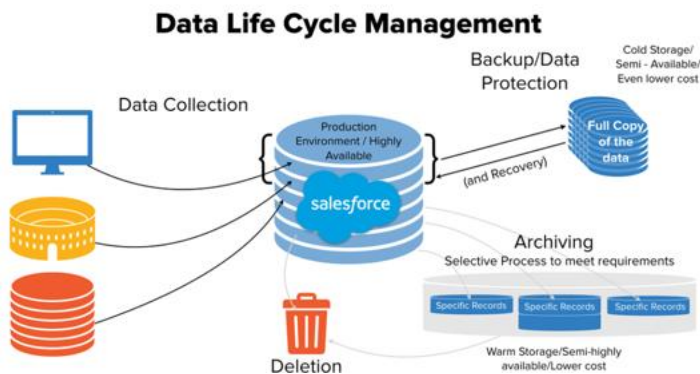 Data Life Cycle Management
Data Collection
Production
Environment / Highly
Available
salesforce
Backup/Data
Protection
Cold Storage/
Semi - Available/
Even lower cost
Full Copy
of the
data
(and Recovery)
Archiving
Selective Process to meet requirements
Specific Records
Specific Records
Specific Records
Warm Storage/Semi-highly
available/Lower cost
Deletion